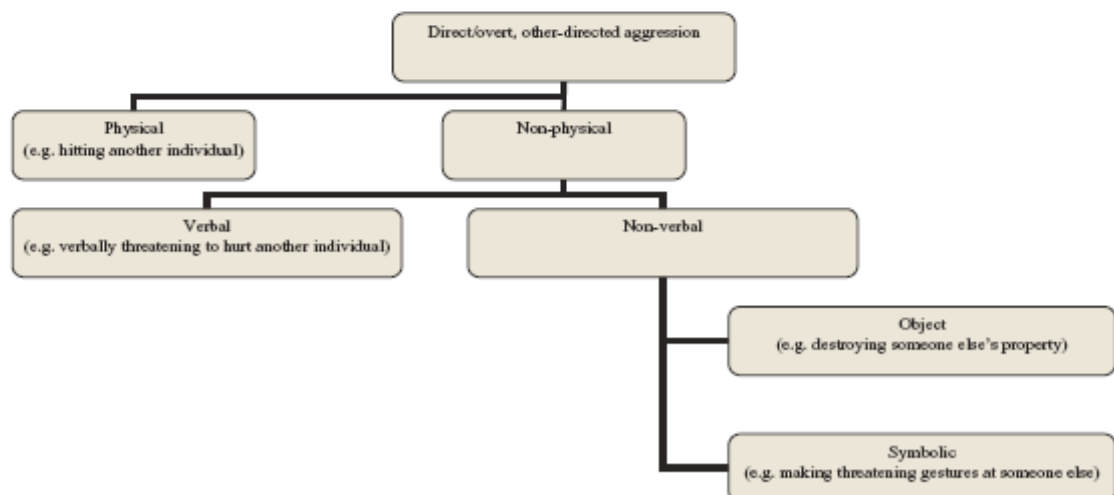 Direct/overt, other-directed aggression
Physical
(e.g. hitting another individual)
Non-physical
Verbal
(e.g. verbally threatening to hurt another individual)
Non-verbal
Object
(e.g. destroying someone else's property)
Symbolic
(e.g. making threatening gestures at someone else)